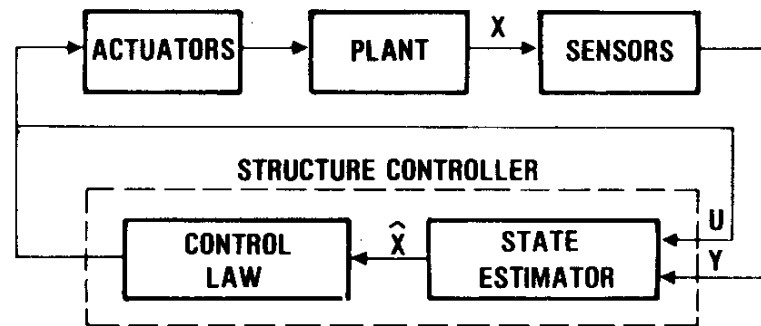 ACTUATORS
PLANT
X
SENSORS
STRUCTURE CONTROLLER
CONTROL
LAW
X̂
STATE
ESTIMATOR
U
Y